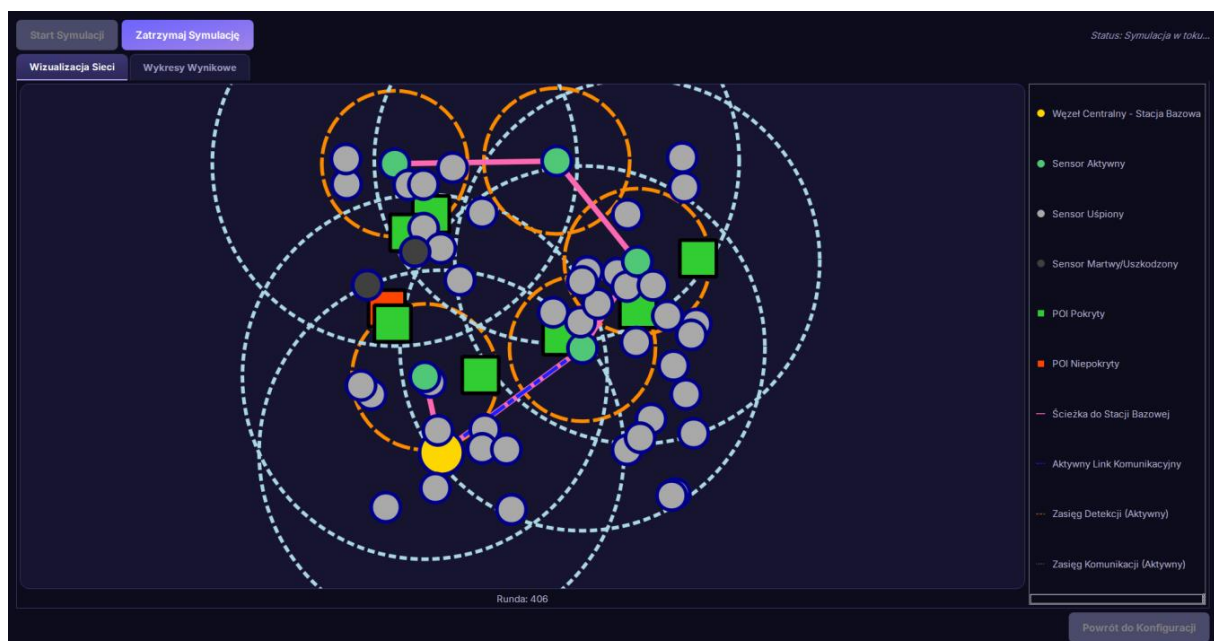 Start Symulacji
Zatrzymaj Symulację
Status: Symulacja w toku...
Wizualizacja Sieci
Wykresy Wynikowe
Węzeł Centralny - Stacja Bazowa
Sensor Aktywny
Sensor Uśpiony
Sensor Martwy/Uszkodzony
POI Pokryty
POI Niepokryty
Ścieżka do Stacji Bazowej
Aktywny Link Komunikacyjny
Zasięg Detekcji (Aktywny)
Zasięg Komunikacji (Aktywny)
Runda: 406
Powrót do Konfiguracji